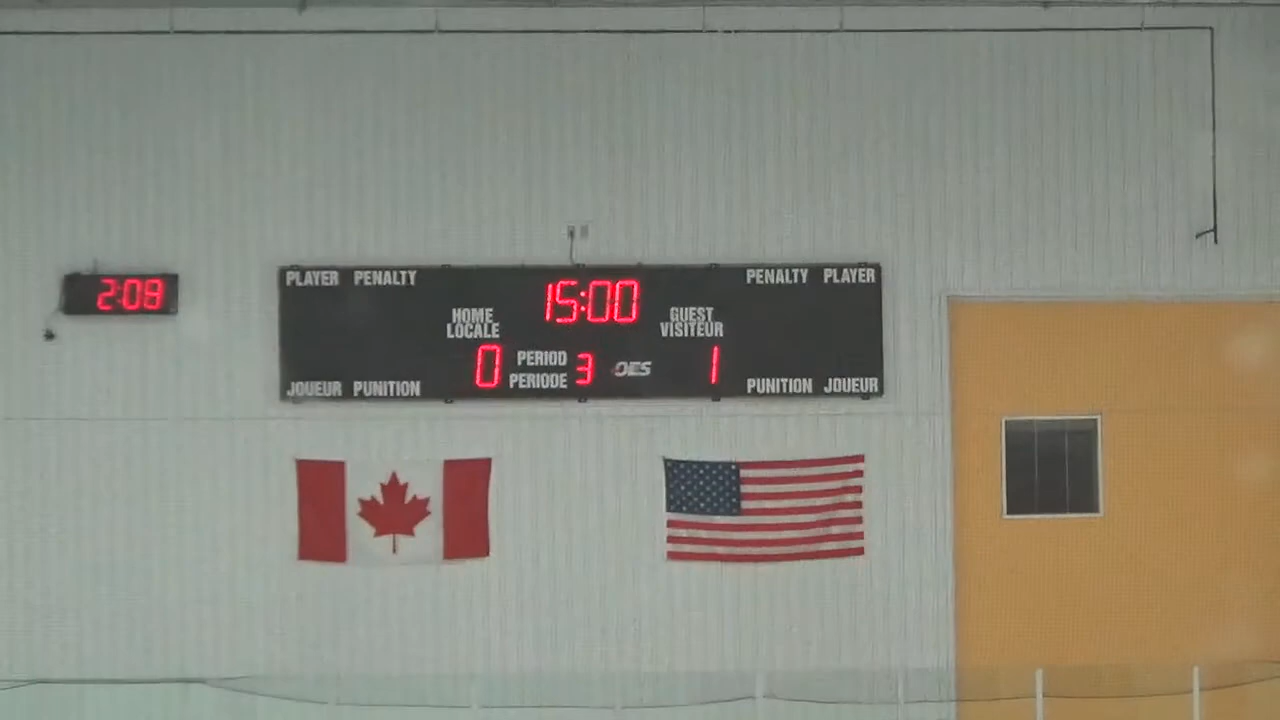 PLAYER PENALTY
15:00
PENALTY PLAYER
2:09
HOME
LOCALE
GUEST
VISITEUR
0
PERIOD
PERIODE
3
OES
1
JOUEUR PUNITION
PUNITION JOUEUR